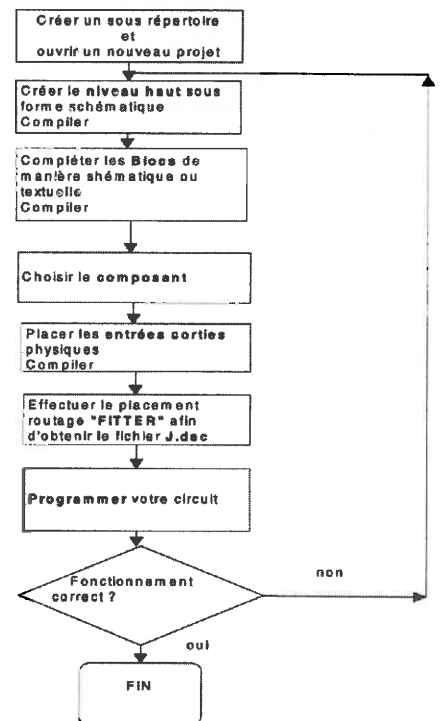 Créer un sous répertoire
et
ouvrir un nouveau projet
Créer le niveau haut sous
forme schématique
Compiler
Compléter les Blocs de
manière shématique ou
textuelle
Compiler
Choisir le composant
Placer les entrées sorties
physiques
Compiler
Effectuer le placement
routage "FITTER" afin
d'obtenir le fichier J.dec
Programmer votre circuit
Fonctionnement
correct ?
non
oui
FIN